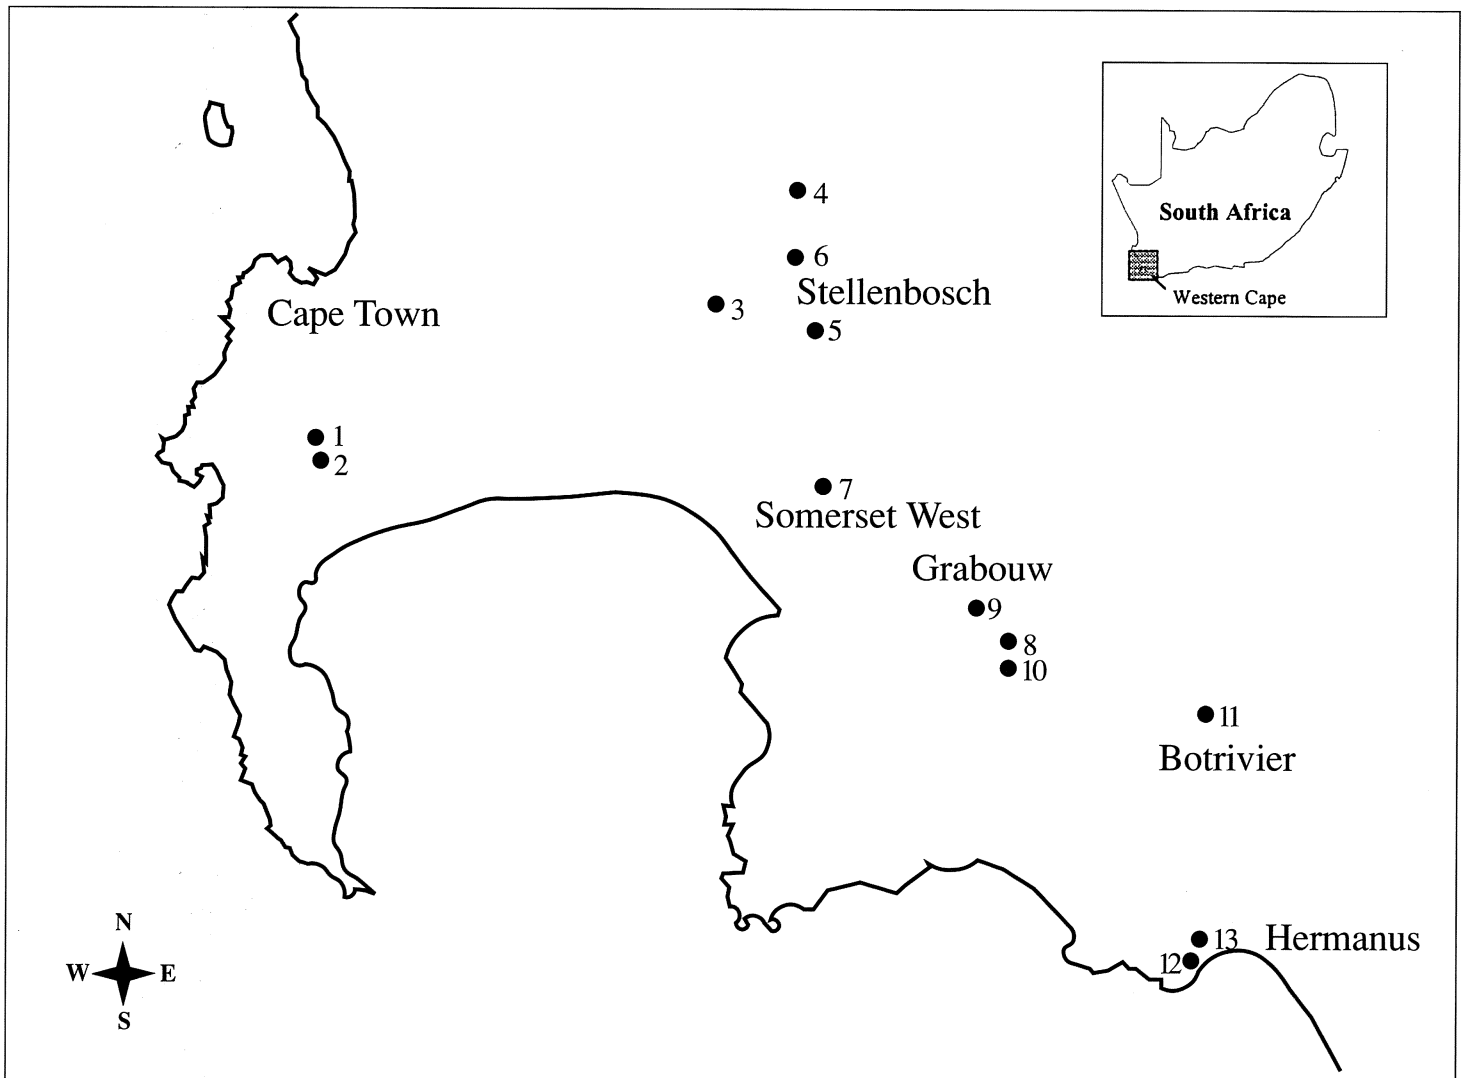 4
6
Stellenbosch
3
5
Cape Town
1
2
7
Somerset West
Grabouw
9
8
10
11
Botrivier
13
Hermanus
12
South Africa
Western Cape
N
W
E
S